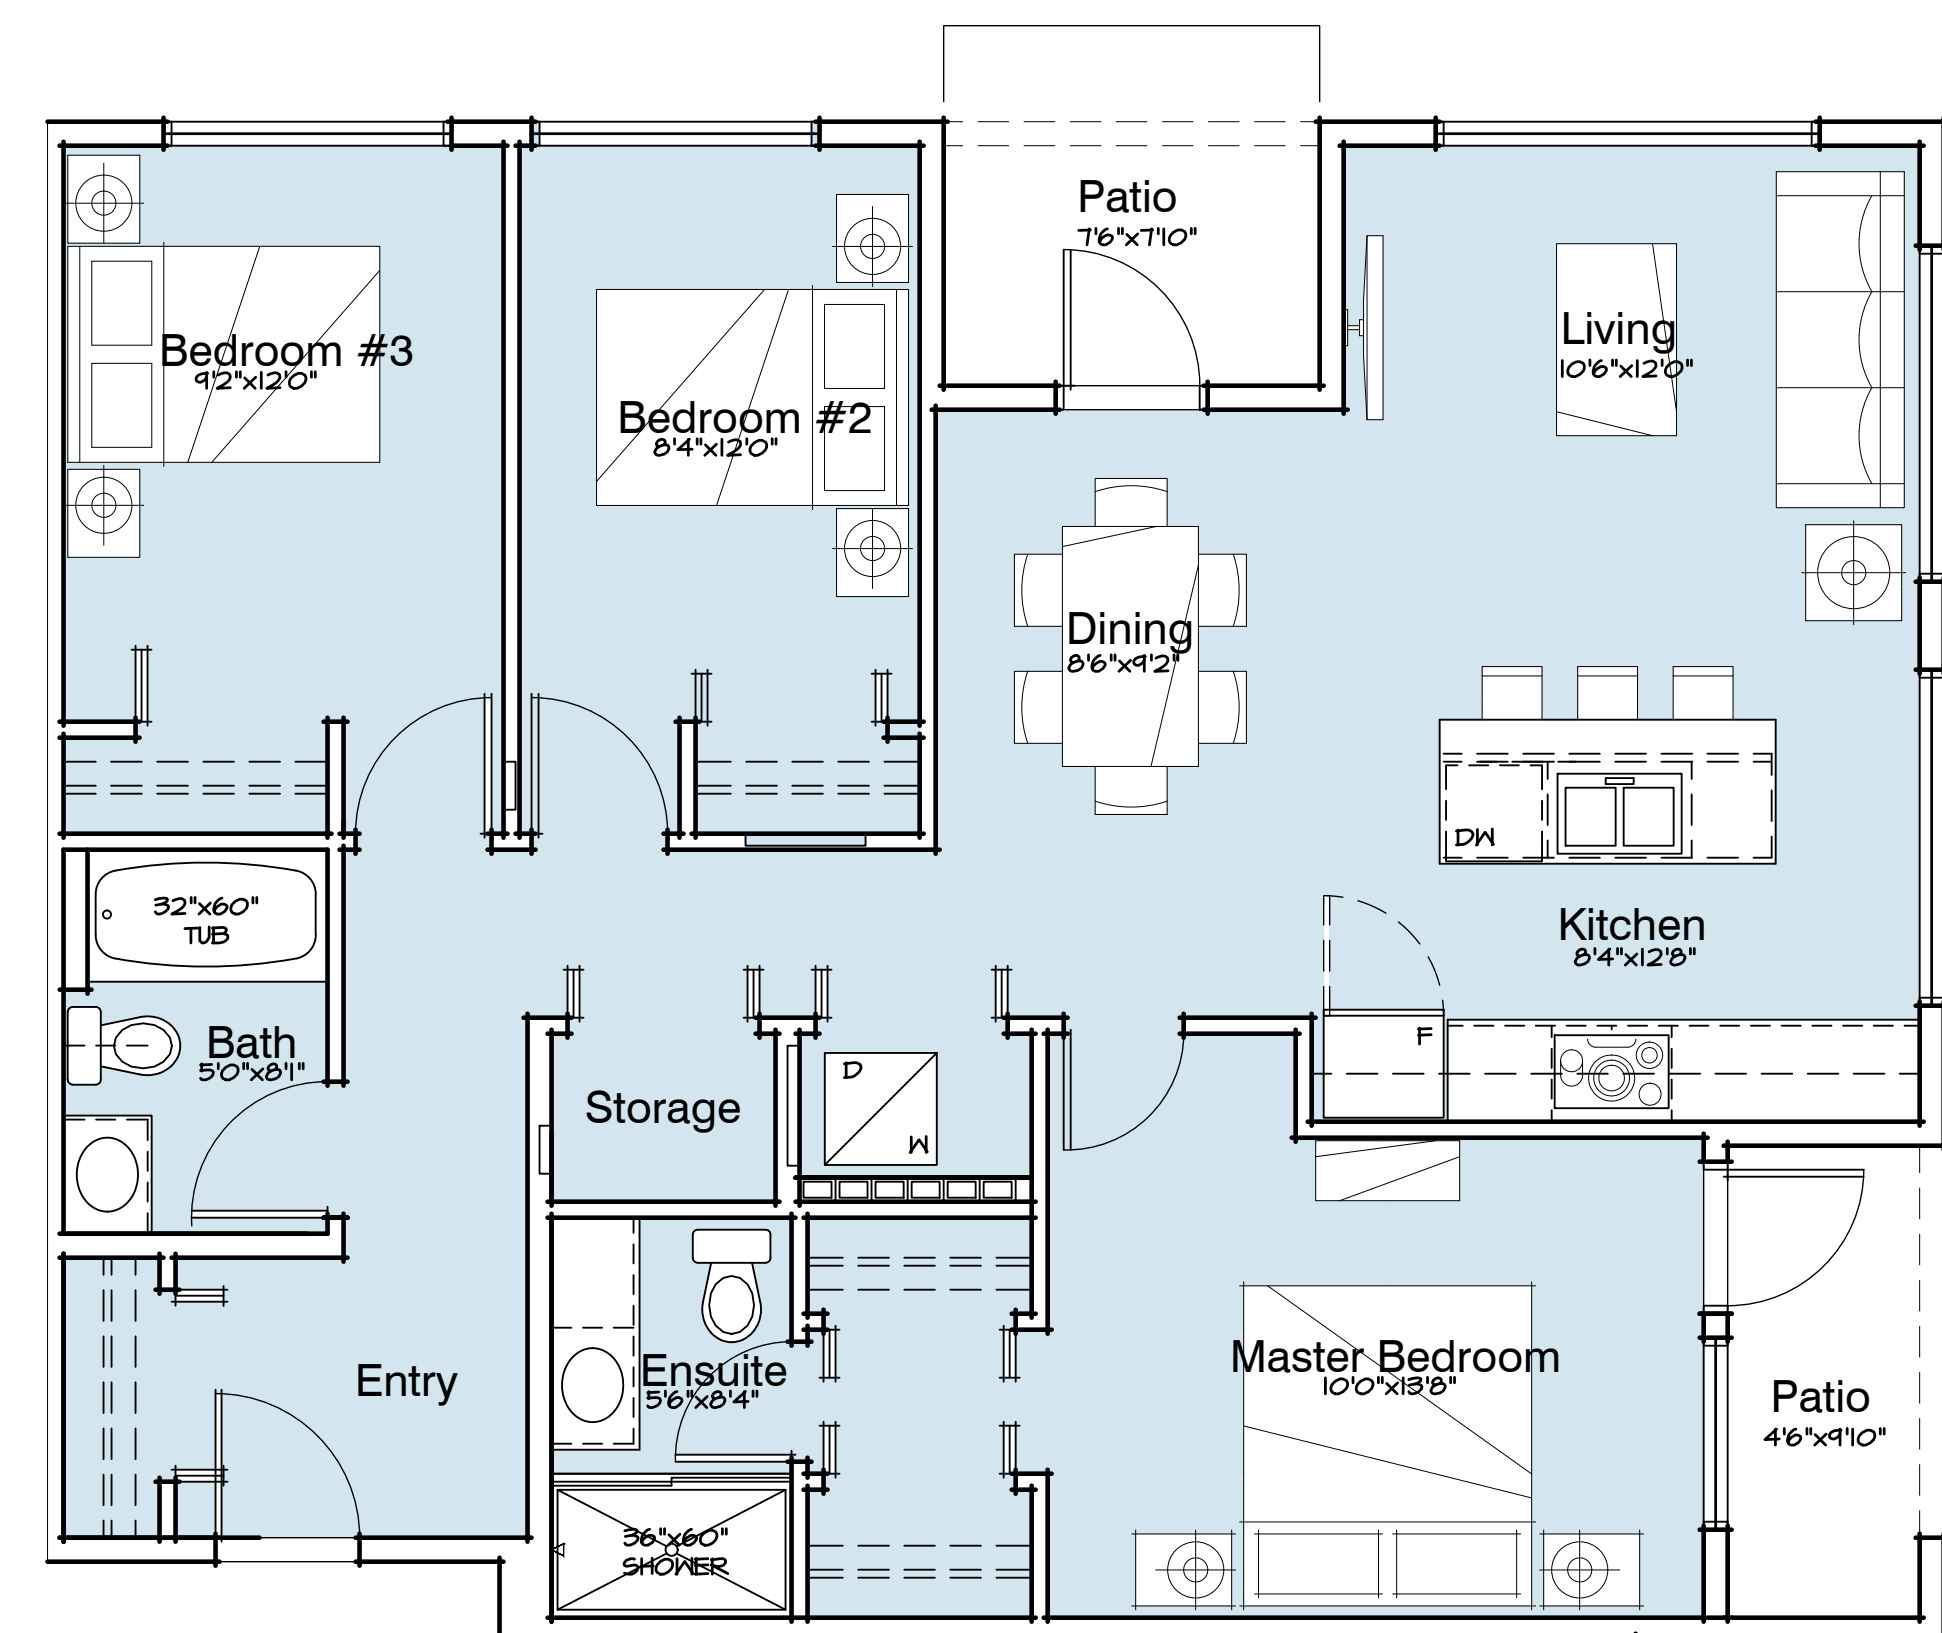 Patio
7'6"x7'10"
Bedroom #3
9'2"x12'0"
Bedroom #2
8'4"x12'0"
Living
10'6"x12'0"
Dining
8'6"x9'2"
DW
32"x60"
TUB
Kitchen
8'4"x12'8"
F
Bath
5'0"x8'1"
Storage
D
W
Entry
Ensuite
5'6"x8'4"
Master Bedroom
10'0"x13'8"
Patio
4'6"x9'10"
36"x60"
SHOWER